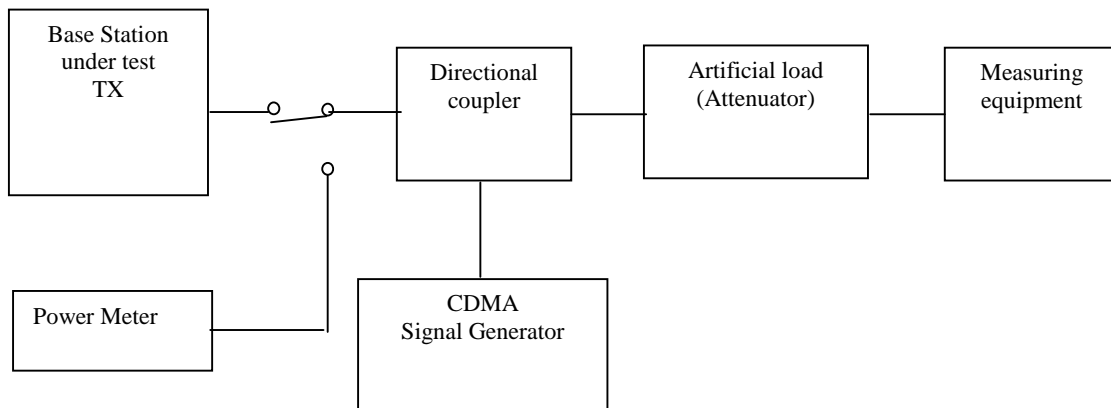 Base Station
under test
TX
Directional
coupler
Artificial load
(Attenuator)
Measuring
equipment
Power Meter
CDMA
Signal Generator